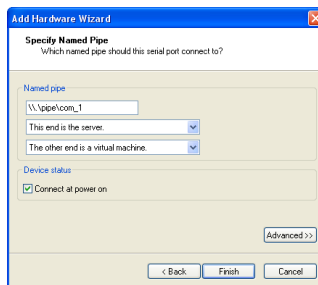 Add Hardware Wizard
Specify Named Pipe
Which named pipe should this serial port connect to?
Named pipe
\\.\pipe\com_1
This end is the server.
The other end is a virtual machine.
Device status
Connect at power on
Advanced >>
< Back
Finish
Cancel